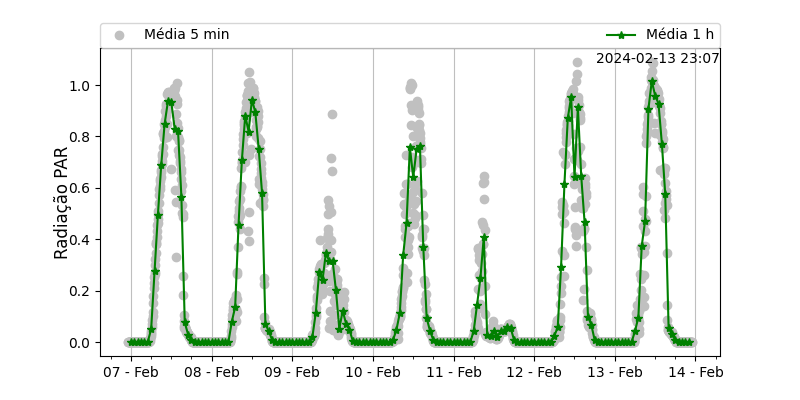 Média 5 min
Média 1 h
2024-02-13 23:07
Radiação PAR
1.0
0.8
0.6
0.4
0.2
0.0
07 - Feb
08 - Feb
09 - Feb
10 - Feb
11 - Feb
12 - Feb
13 - Feb
14 - Feb